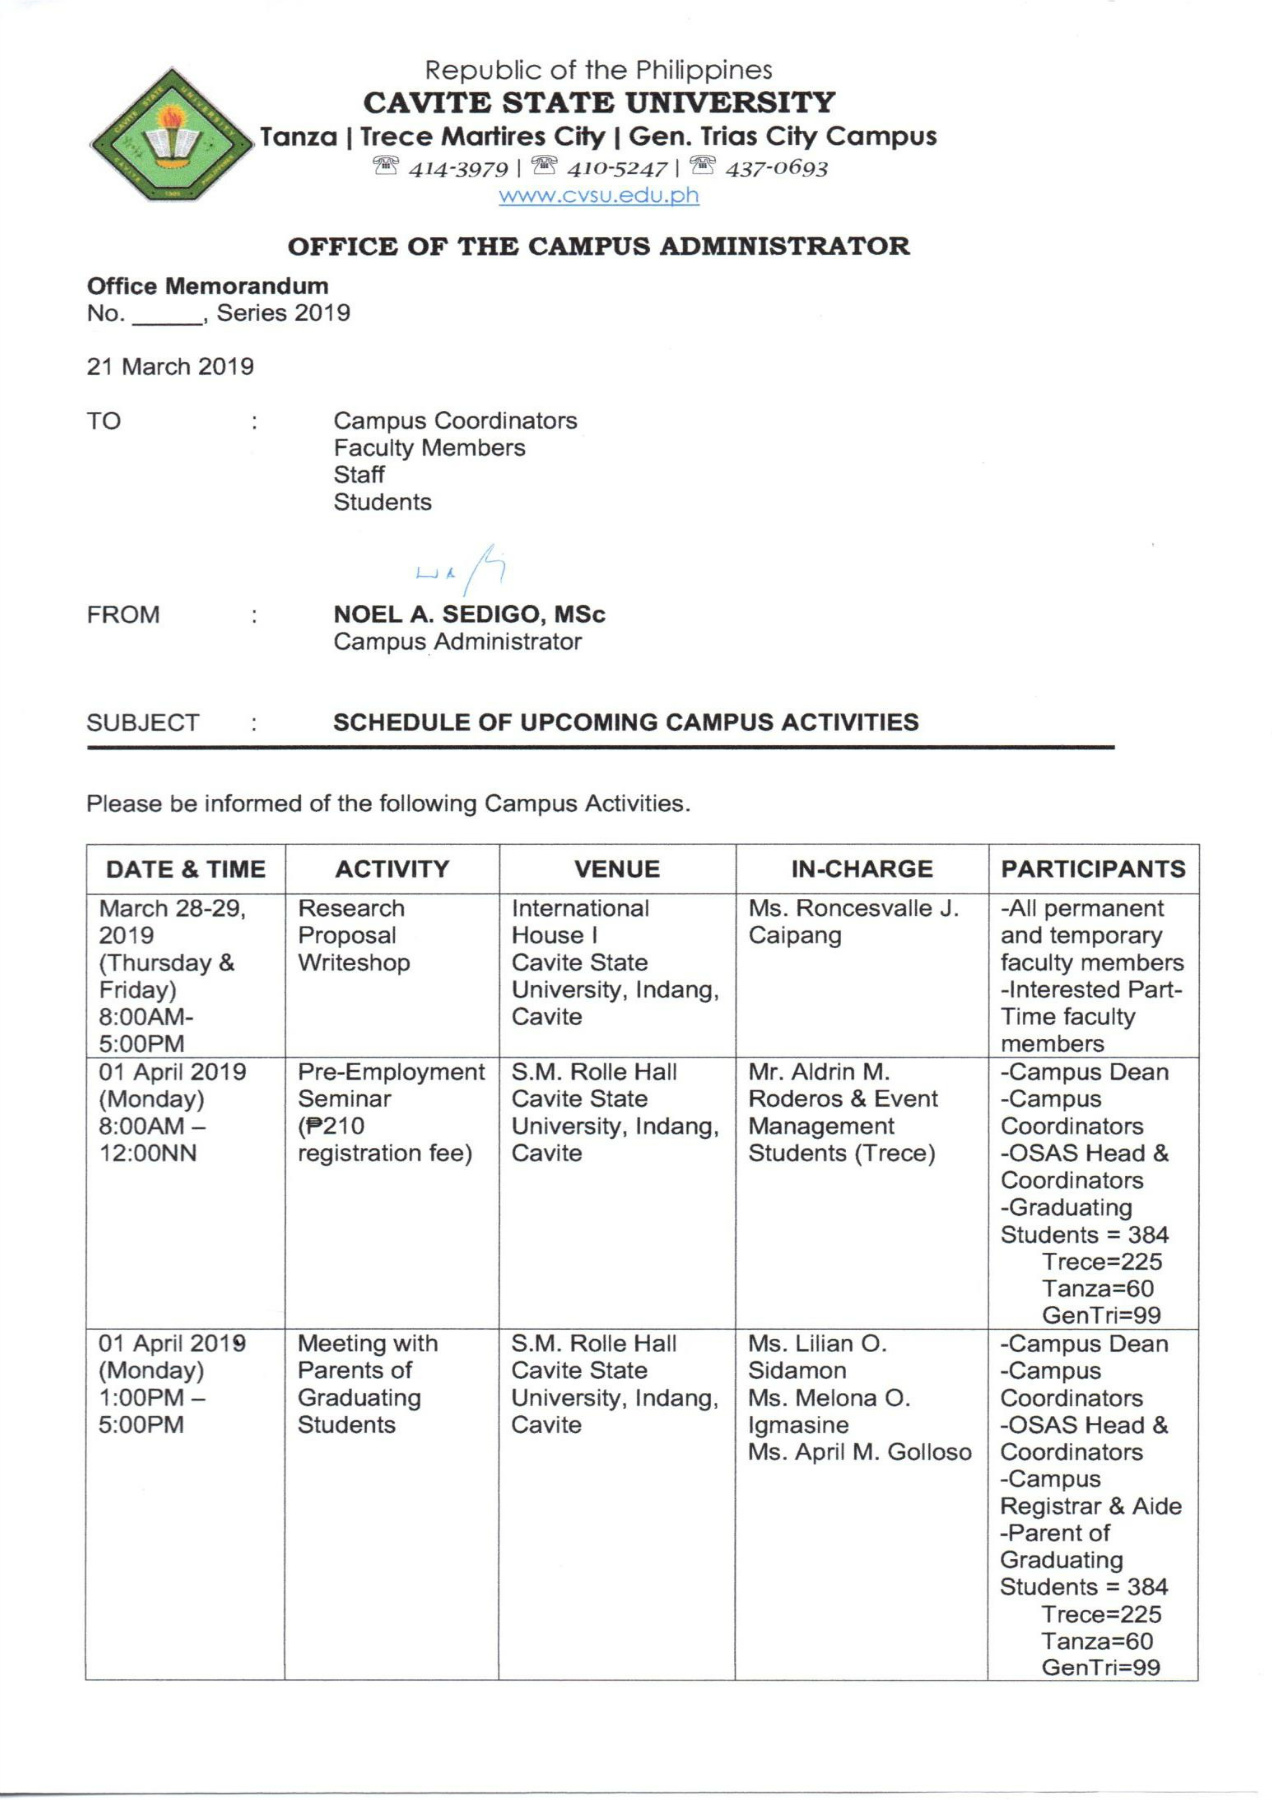 Republic of the Philippines
CAVITE STATE UNIVERSITY
Tanza | Trece Martires City | Gen. Trias City Campus
☏ 414-3979 | ☏ 410-5247 | ☏ 437-0693
www.cvsu.edu.ph
OFFICE OF THE CAMPUS ADMINISTRATOR
Office Memorandum
No. _____, Series 2019
21 March 2019
TO : Campus Coordinators
Faculty Members
Staff
Students
FROM : NOEL A. SEDIGO, MSc
Campus Administrator
SUBJECT : SCHEDULE OF UPCOMING CAMPUS ACTIVITIES
Please be informed of the following Campus Activities.
DATE & TIME ACTIVITY VENUE IN-CHARGE PARTICIPANTS
March 28-29, Research International Ms. Roncesvalle J. -All permanent
2019 Proposal House I Caipang and temporary
(Thursday & Writeshop Cavite State faculty members
Friday) University, Indang, -Interested Part-
8:00AM- Cavite Time faculty
5:00PM members
01 April 2019 Pre-Employment S.M. Rolle Hall Mr. Aldrin M. -Campus Dean
(Monday) Seminar Cavite State Roderos & Event -Campus
8:00AM – (₱210 University, Indang, Management Coordinators
12:00NN registration fee) Cavite Students (Trece) -OSAS Head &
Coordinators
-Graduating
Students = 384
Trece=225
Tanza=60
GenTri=99
01 April 2019 Meeting with S.M. Rolle Hall Ms. Lilian O. -Campus Dean
(Monday) Parents of Cavite State Sidamon -Campus
1:00PM – Graduating University, Indang, Ms. Melona O. Coordinators
5:00PM Students Cavite Igmasine -OSAS Head &
Ms. April M. Golloso Coordinators
-Campus
Registrar & Aide
-Parent of
Graduating
Students = 384
Trece=225
Tanza=60
GenTri=99